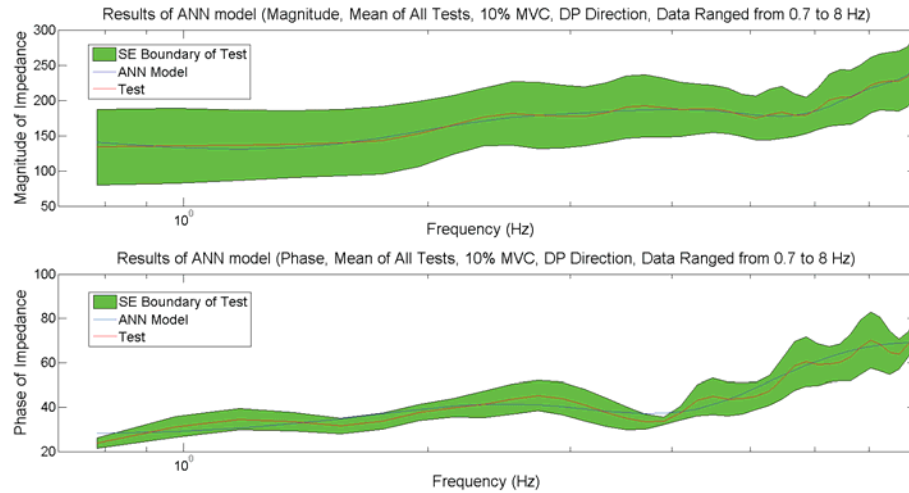 Results of ANN model (Magnitude, Mean of All Tests, 10% MVC, DP Direction, Data Ranged from 0.7 to 8 Hz)
300
250
200
150
100
50
Magnitude of Impedance
SE Boundary of Test
ANN Model
Test
10⁰
Frequency (Hz)
Results of ANN model (Phase, Mean of All Tests, 10% MVC, DP Direction, Data Ranged from 0.7 to 8 Hz)
100
80
60
40
20
Phase of Impedance
SE Boundary of Test
ANN Model
Test
10⁰
Frequency (Hz)